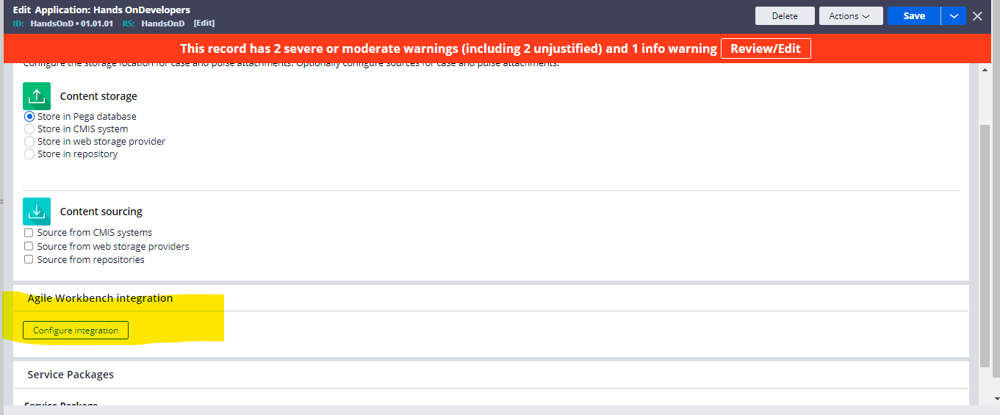 Edit Application: Hands OnDevelopers
ID: HandsOnD • 01.01.01 RS: HandsOnD [Edit]
Delete
Actions
Save
This record has 2 severe or moderate warnings (including 2 unjustified) and 1 info warning Review/Edit
Configure the storage location for case and pulse attachments. Optionally configure sources for case and pulse attachments.
Content storage
Store in Pega database
Store in CMIS system
Store in web storage provider
Store in repository
Content sourcing
Source from CMIS systems
Source from web storage providers
Source from repositories
Agile Workbench integration
Configure integration
Service Packages
Service Package